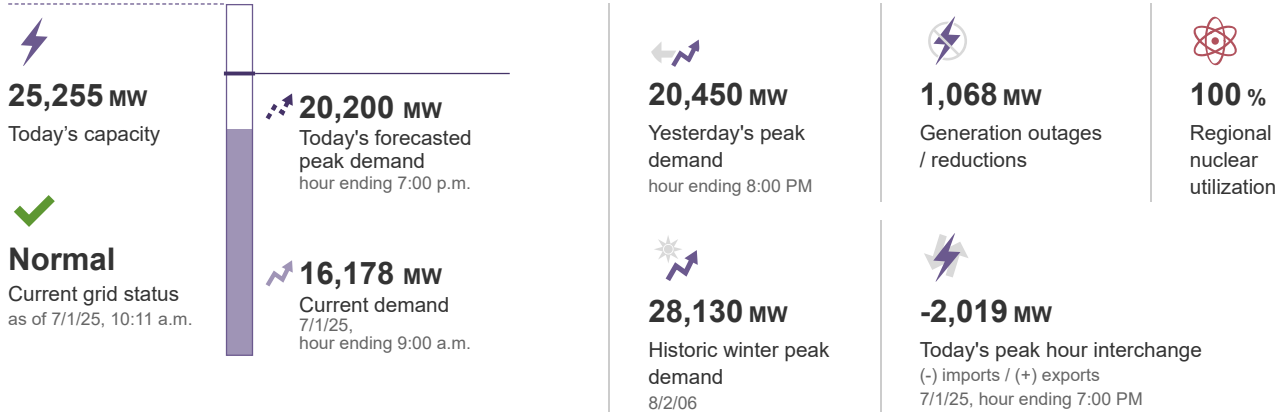 25,255 MW
Today's capacity
Normal
Current grid status
as of 7/1/25, 10:11 a.m.
20,200 MW
Today's forecasted
peak demand
hour ending 7:00 p.m.
16,178 MW
Current demand
7/1/25,
hour ending 9:00 a.m.
20,450 MW
Yesterday's peak
demand
hour ending 8:00 PM
1,068 MW
Generation outages
/ reductions
100 %
Regional
nuclear
utilization
28,130 MW
Historic winter peak
demand
8/2/06
-2,019 MW
Today's peak hour interchange
(-) imports / (+) exports
7/1/25, hour ending 7:00 PM